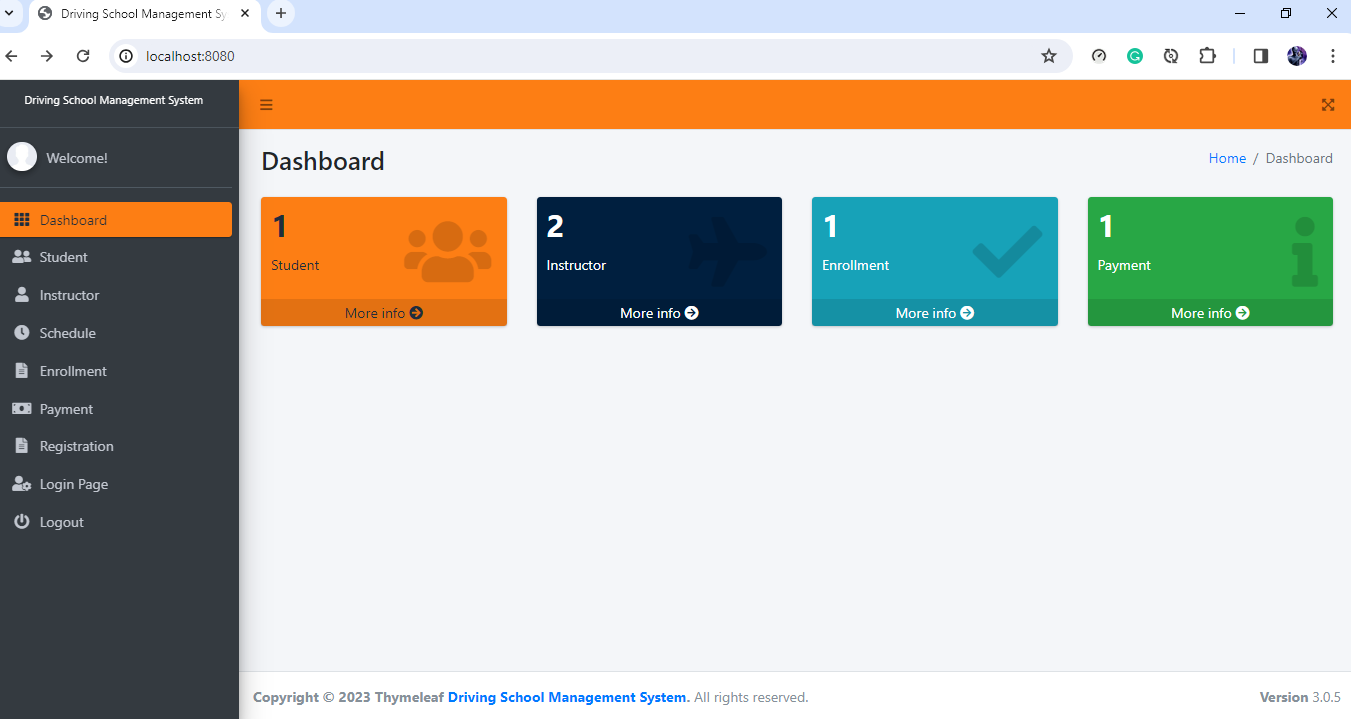 Driving School Management Sy
localhost:8080
Driving School Management System
Welcome!
Dashboard
Student
Instructor
Schedule
Enrollment
Payment
Registration
Login Page
Logout
Dashboard
Home / Dashboard
1
Student
More info
2
Instructor
More info
1
Enrollment
More info
1
Payment
More info
Copyright © 2023 Thymeleaf Driving School Management System. All rights reserved.
Version 3.0.5